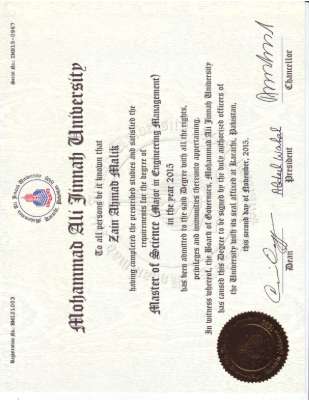 Serial No. EM015-0067
Mohammad Ali Jinnah University
To all persons be it known that
Zain Ahmad Malik
having completed the prescribed studies and satisfied the
requirements for the degree of
Master of Science (Major in Engineering Management)
in the year 2015
has been admitted to the said Degree with all the rights,
privileges and immunities thereunto appertaining.
In witness whereof, the Board of Governors, Mohammad Ali Jinnah University
has caused this Degree to be signed by the duly authorized officers of
the University with its seal affixed at Karachi, Pakistan,
this second day of November, 2015.
Dean
President
Chancellor